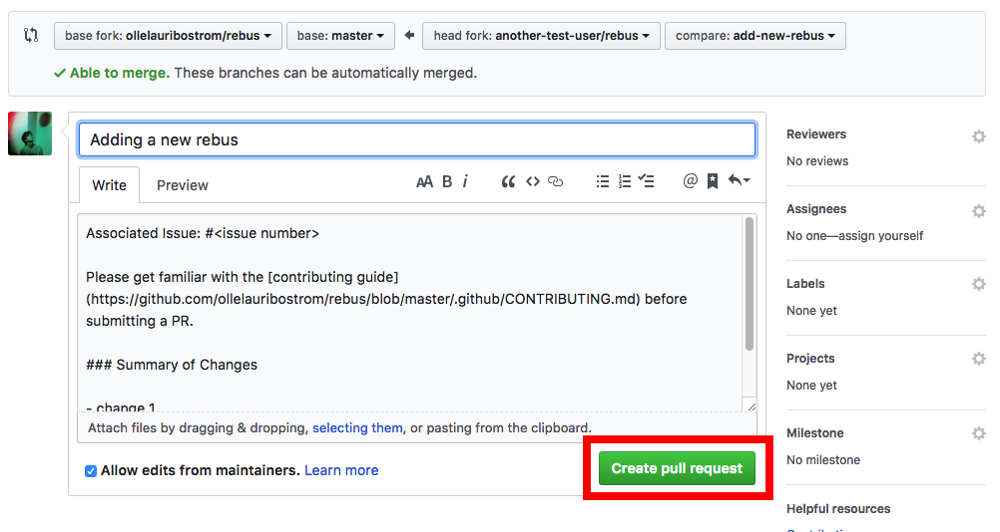 base fork: ollelauribostrom/rebus base: master head fork: another-test-user/rebus compare: add-new-rebus
Able to merge. These branches can be automatically merged.
Adding a new rebus
Write Preview
AA B i @
Associated Issue: #<issue number>
Please get familiar with the [contributing guide]
(https://github.com/ollelauribostrom/rebus/blob/master/.github/CONTRIBUTING.md) before
submitting a PR.
### Summary of Changes
- change 1
Attach files by dragging & dropping, selecting them, or pasting from the clipboard.
Allow edits from maintainers. Learn more
Create pull request
Reviewers
No reviews
Assignees
No one—assign yourself
Labels
None yet
Projects
None yet
Milestone
No milestone
Helpful resources